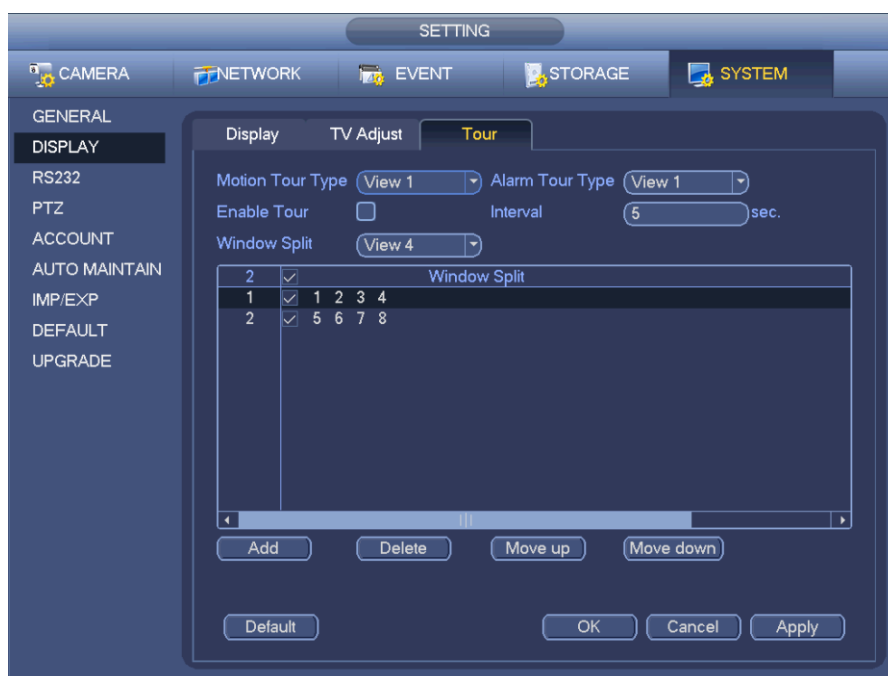 SETTING
CAMERA NETWORK EVENT STORAGE SYSTEM
GENERAL
DISPLAY
RS232
PTZ
ACCOUNT
AUTO MAINTAIN
IMP/EXP
DEFAULT
UPGRADE
Display TV Adjust Tour
Motion Tour Type View 1 Alarm Tour Type View 1
Enable Tour Interval 5 sec.
Window Split View 4
2 Window Split
1 1 2 3 4
2 5 6 7 8
Add Delete Move up Move down
Default OK Cancel Apply